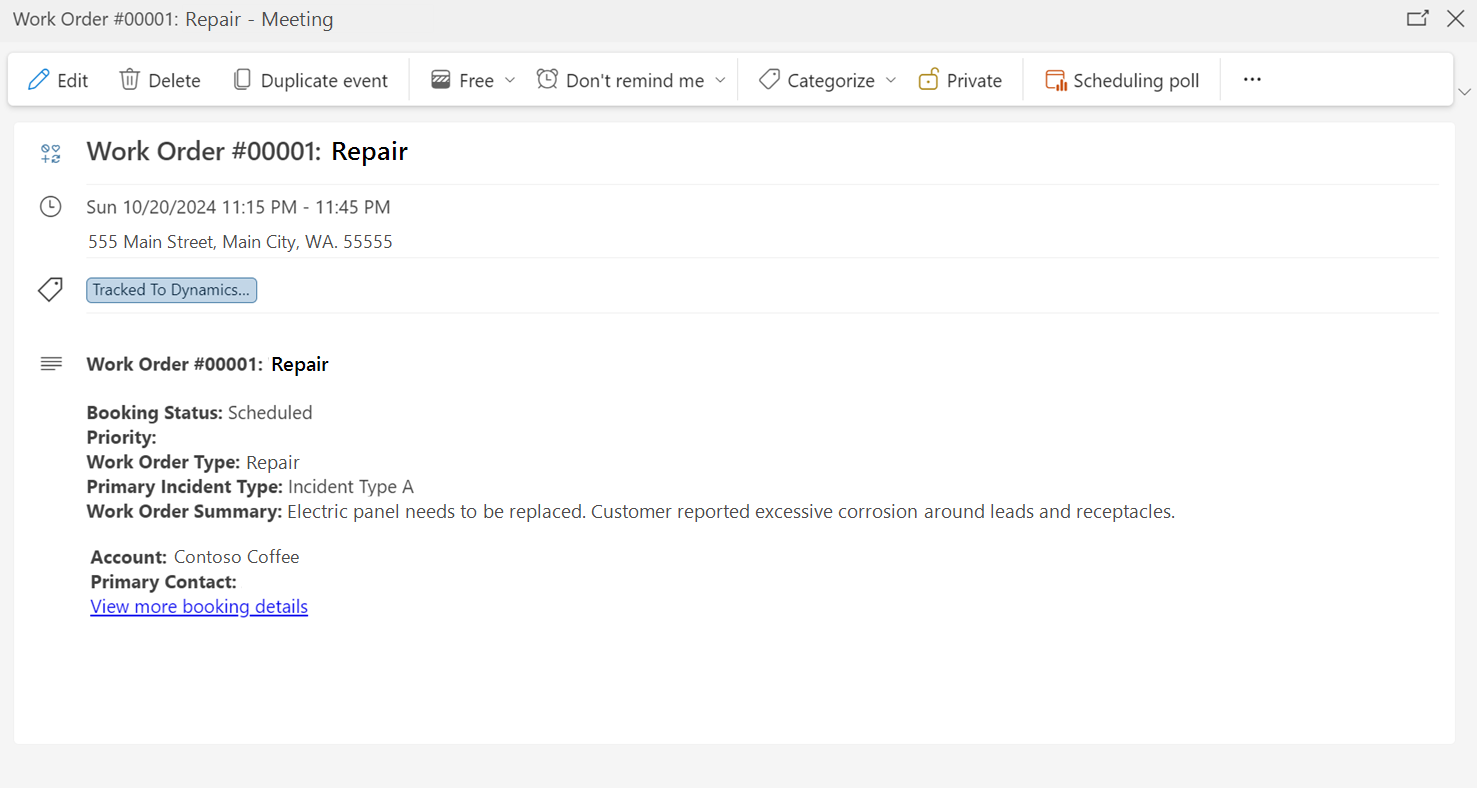 Work Order #00001: Repair - Meeting
Edit Delete Duplicate event Free Don't remind me Categorize Private Scheduling poll ...
Work Order #00001: Repair
Sun 10/20/2024 11:15 PM - 11:45 PM
555 Main Street, Main City, WA. 55555
Tracked To Dynamics...
Work Order #00001: Repair
Booking Status: Scheduled
Priority:
Work Order Type: Repair
Primary Incident Type: Incident Type A
Work Order Summary: Electric panel needs to be replaced. Customer reported excessive corrosion around leads and receptacles.
Account: Contoso Coffee
Primary Contact:
View more booking details